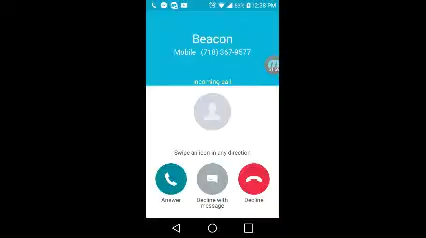 12:38 PM
Beacon
Mobile (718) 367-9577
Incoming call
Swipe an icon in any direction
Answer
Decline with message
Decline